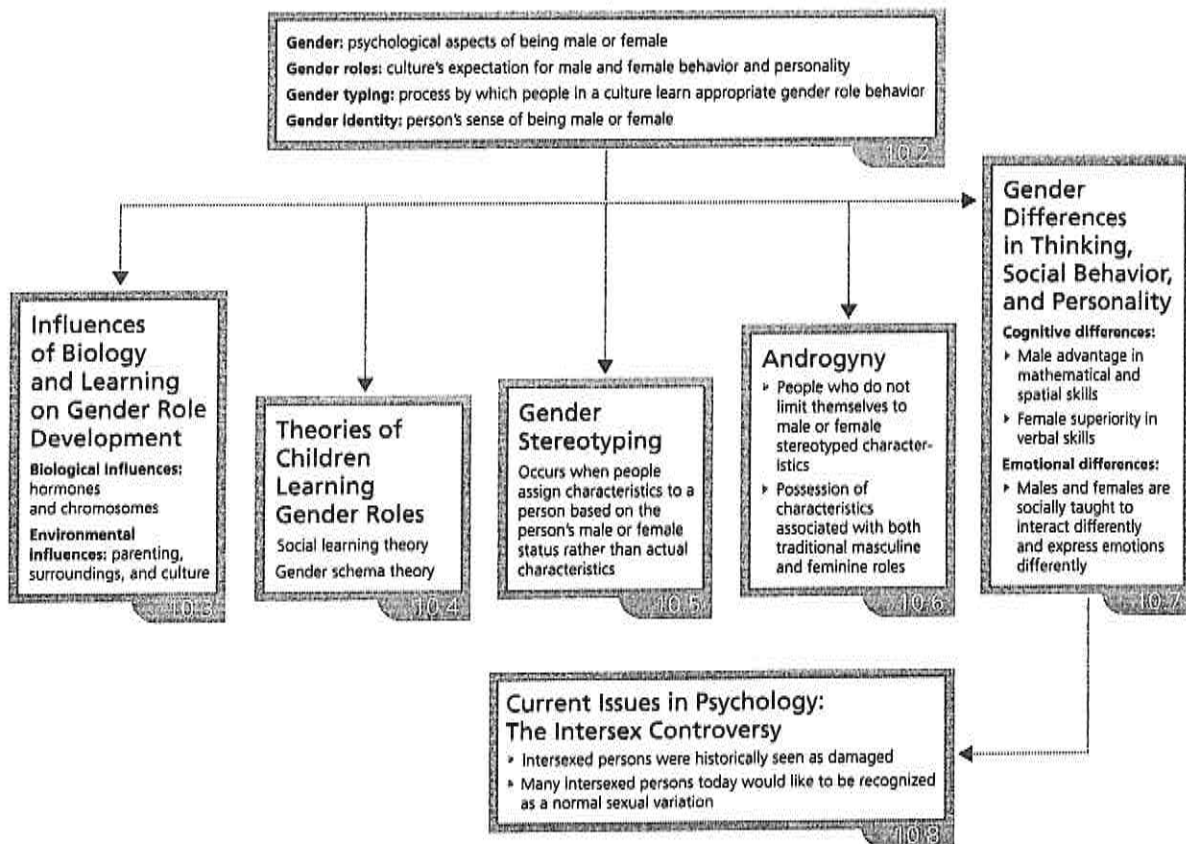 Gender: psychological aspects of being male or female
Gender roles: culture's expectation for male and female behavior and personality
Gender typing: process by which people in a culture learn appropriate gender role behavior
Gender identity: person's sense of being male or female
10.2
Influences
of Biology
and Learning
on Gender Role
Development
Biological influences:
hormones
and chromosomes
Environmental
influences: parenting,
surroundings, and culture
10.3
Theories of
Children
Learning
Gender Roles
Social learning theory
Gender schema theory
10.4
Gender
Stereotyping
Occurs when people
assign characteristics to a
person based on the
person's male or female
status rather than actual
characteristics
10.5
Androgyny
People who do not
limit themselves to
male or female
stereotyped character-
istics
Possession of
characteristics
associated with both
traditional masculine
and feminine roles
10.6
Gender
Differences
in Thinking,
Social Behavior,
and Personality
Cognitive differences:
Male advantage in
mathematical and
spatial skills
Female superiority in
verbal skills
Emotional differences:
Males and females are
socially taught to
interact differently
and express emotions
differently
10.7
Current Issues in Psychology:
The Intersex Controversy
Intersexed persons were historically seen as damaged
Many intersexed persons today would like to be recognized
as a normal sexual variation
10.8